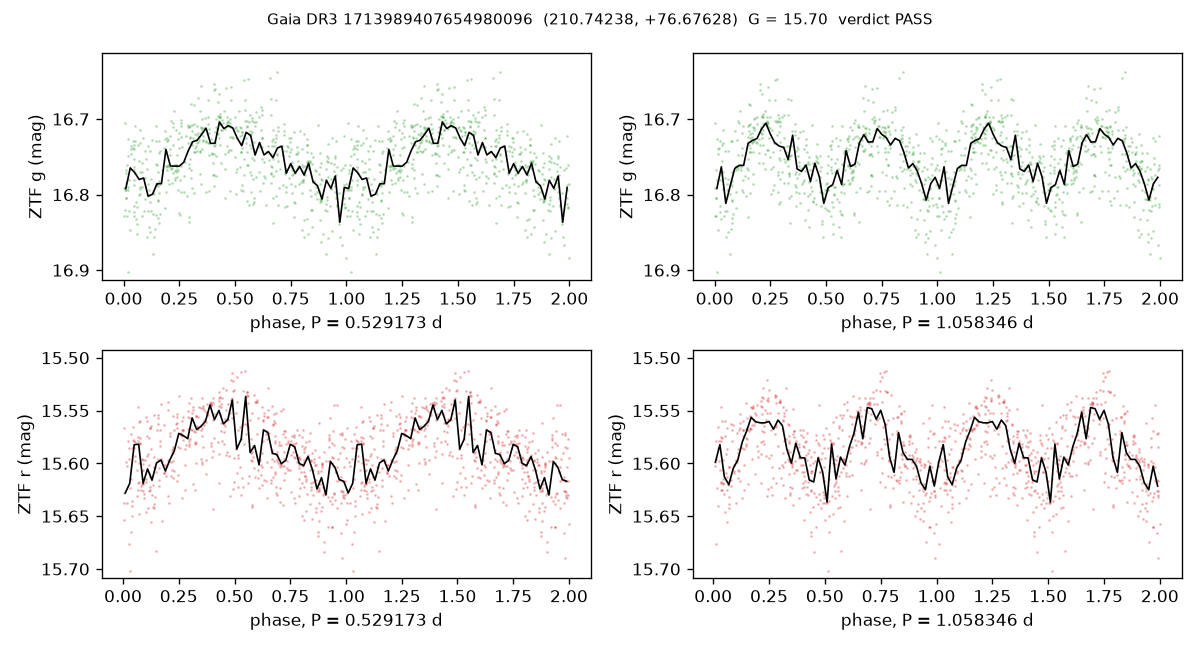 Gaia DR3 1713989407654980096 (210.74238, +76.67628) G = 15.70 verdict PASS
ZTF g (mag)
16.7
16.8
16.9
0.00 0.25 0.50 0.75 1.00 1.25 1.50 1.75 2.00
phase, P = 0.529173 d
ZTF g (mag)
16.7
16.8
16.9
0.00 0.25 0.50 0.75 1.00 1.25 1.50 1.75 2.00
phase, P = 1.058346 d
ZTF r (mag)
15.50
15.55
15.60
15.65
15.70
0.00 0.25 0.50 0.75 1.00 1.25 1.50 1.75 2.00
phase, P = 0.529173 d
ZTF r (mag)
15.50
15.55
15.60
15.65
15.70
0.00 0.25 0.50 0.75 1.00 1.25 1.50 1.75 2.00
phase, P = 1.058346 d